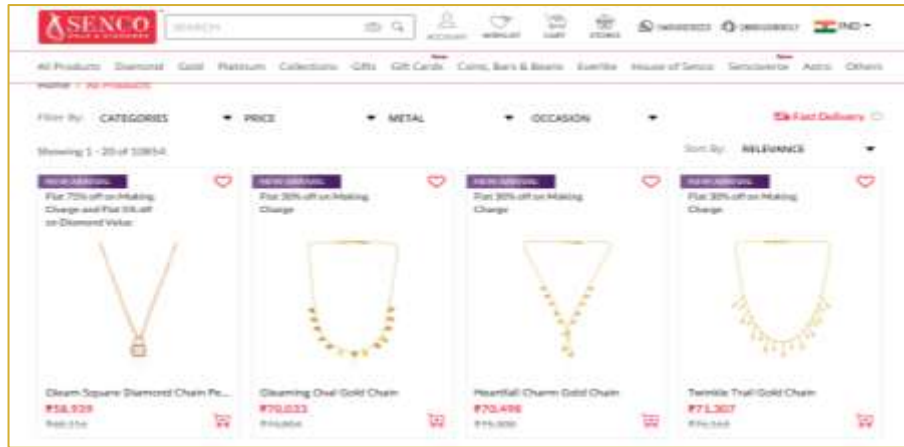 SENCO
GOLD & DIAMONDS
SEARCH
ACCOUNT WISHLIST CART STORES IND
All Products Diamond Gold Platinum Collections Gifts Gift Cards New Coins, Bars & Beans Everlite House of Senco Sencoverse New Astro Others
Home / All Products
Filter By: CATEGORIES PRICE METAL OCCASION Fast Delivery
Showing 1 - 20 of 10854
Sort By: RELEVANCE
NEW ARRIVAL
Flat 75% off on Making
Charge and Flat 5% off
on Diamond Value
NEW ARRIVAL
Flat 30% off on Making
Charge
NEW ARRIVAL
Flat 30% off on Making
Charge
NEW ARRIVAL
Flat 30% off on Making
Charge
Gleam Square Diamond Chain Pe...
₹58,939
Gleaming Oval Gold Chain
₹70,033
Heartfall Charm Gold Chain
₹70,498
Twinkle Trail Gold Chain
₹71,307